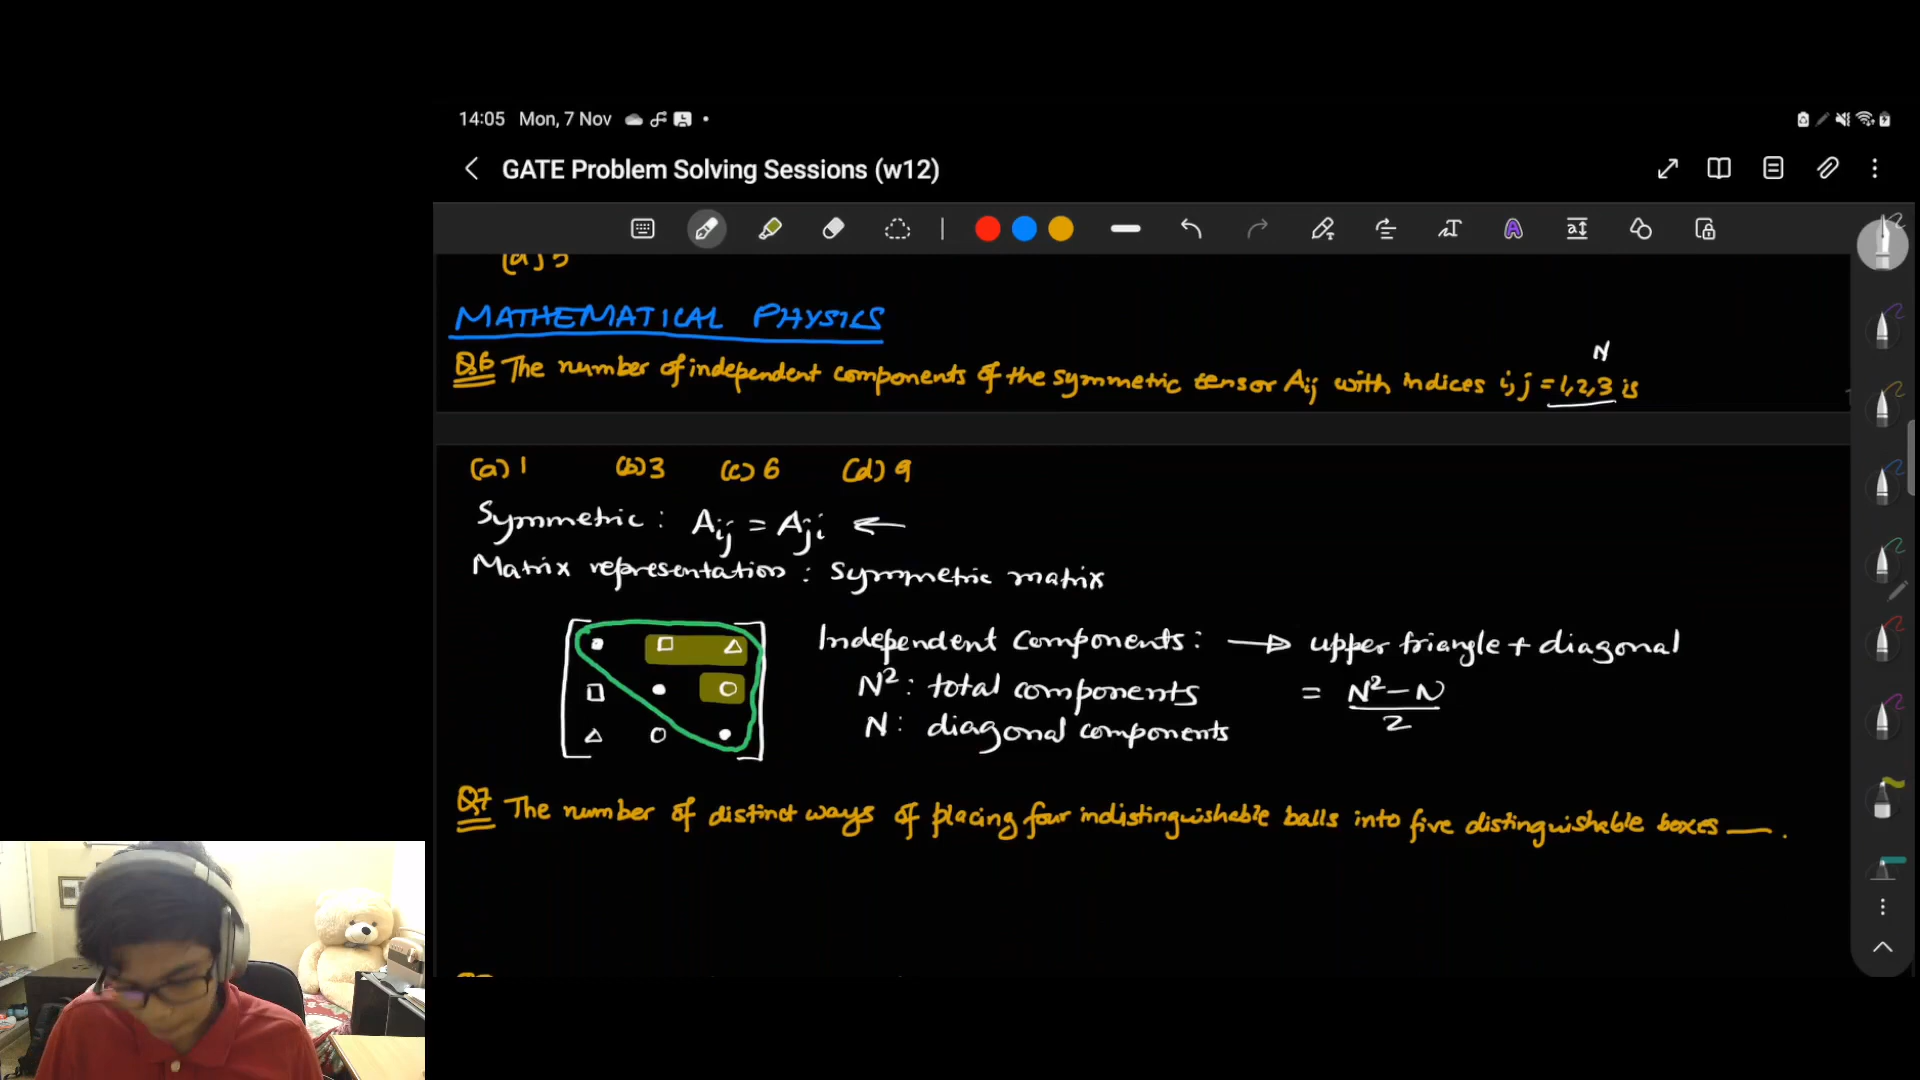 14:05 Mon, 7 Nov
GATE Problem Solving Sessions (w12)
(d) 5
MATHEMATICAL PHYSICS
N
Q6 The number of independent components of the symmetric tensor Aij with indices i, j = 1,2,3 is
(a) 1 (b) 3 (c) 6 (d) 9
Symmetric : Aij = Aji ←
Matrix representation : symmetric matrix
Independent Components : → upper triangle + diagonal
N² : total components = N² - N / 2
N : diagonal components
Q7 The number of distinct ways of placing four indistinguishable balls into five distinguishable boxes — .